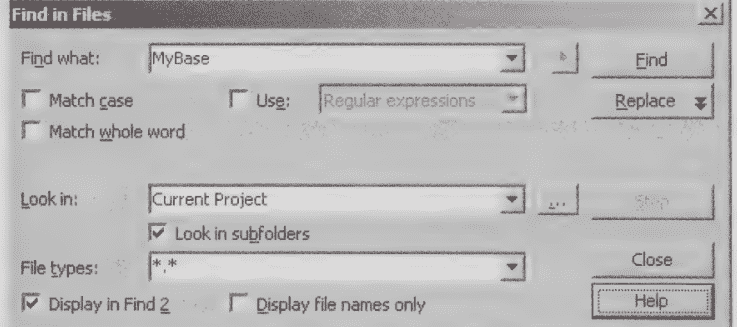 Find in Files
Find what: MyBase Find
Match case Use: Regular expressions Replace
Match whole word
Look in: Current Project ... Stop
Look in subfolders
File types: *.* Close
Display in Find 2 Display file names only Help